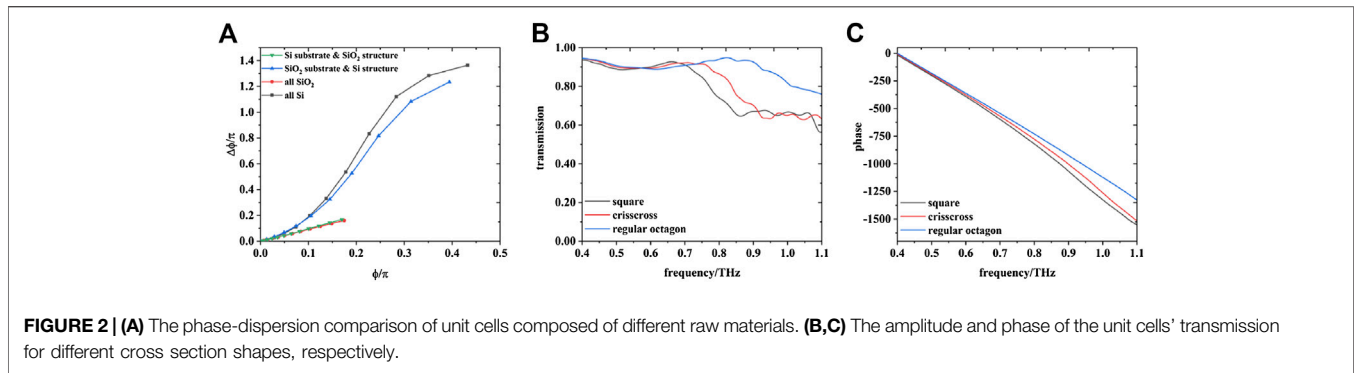 A
Si substrate & SiO₂ structure
SiO₂ substrate & Si structure
all SiO₂
all Si
1.4
1.2
1.0
0.8
0.6
0.4
0.2
0.0
Δϕ/π
0.0 0.1 0.2 0.3 0.4 0.5
ϕ/π
B
1.00
0.80
0.60
0.40
0.20
0.00
transmission
square
crisscross
regular octagon
0.4 0.5 0.6 0.7 0.8 0.9 1.0 1.1
frequency/THz
C
0
-250
-500
-750
-1000
-1250
-1500
phase
square
crisscross
regular octagon
0.4 0.5 0.6 0.7 0.8 0.9 1.0 1.1
frequency/THz
FIGURE 2 | (A) The phase-dispersion comparison of unit cells composed of different raw materials. (B,C) The amplitude and phase of the unit cells' transmission
for different cross section shapes, respectively.